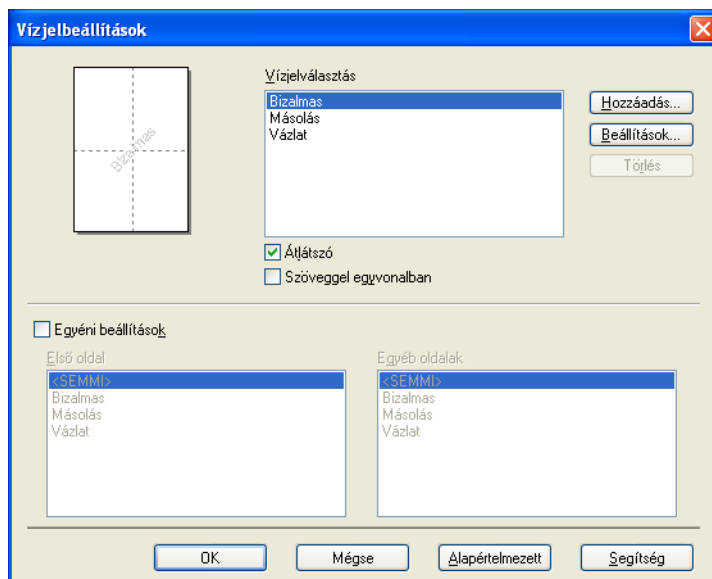 Vízjelbeállítások
Vízjelválasztás
Bizalmas
Másolás
Vázlat
Hozzáadás...
Beállítások...
Törlés
Bizalmas
Átlátszó
Szöveggel egyvonalban
Egyéni beállítások
Első oldal
<SEMMI>
Bizalmas
Másolás
Vázlat
Egyéb oldalak
<SEMMI>
Bizalmas
Másolás
Vázlat
OK
Mégse
Alapértelmezett
Segítség